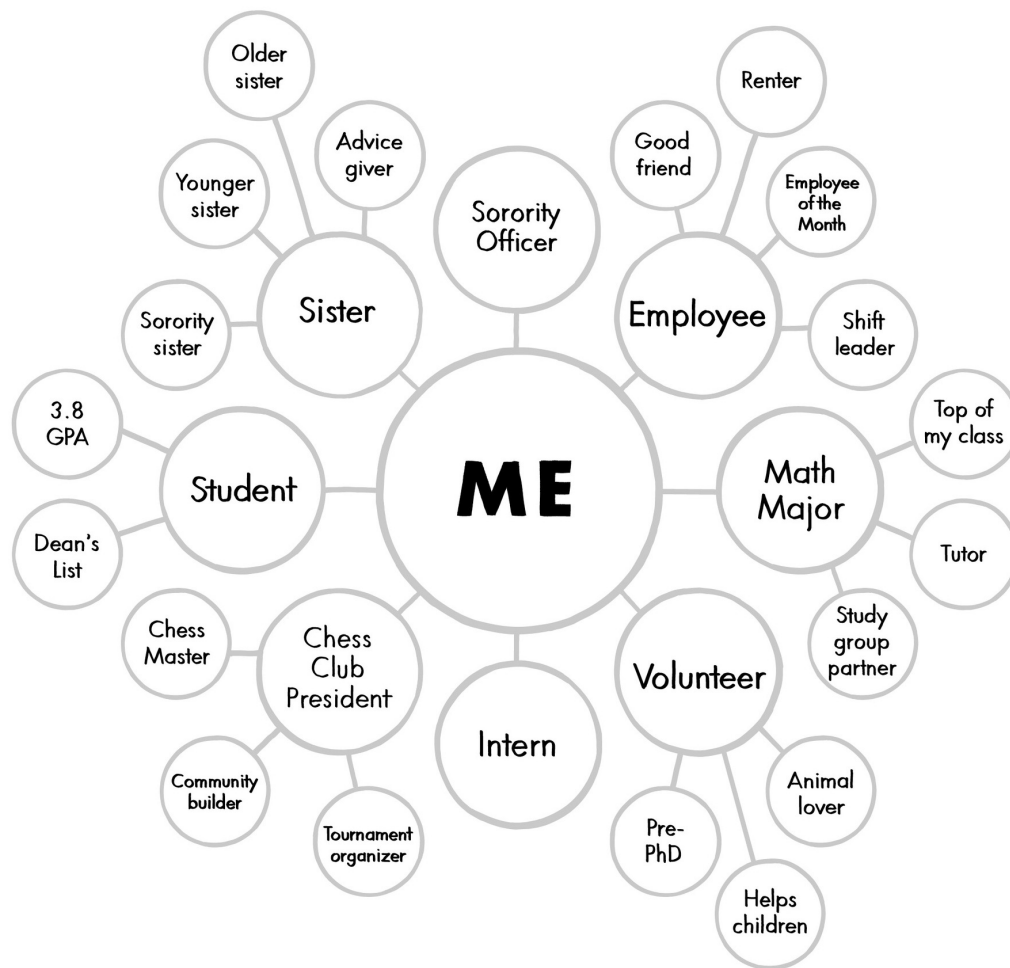 Older
sister
Advice
giver
Younger
sister
Sorority
sister
Sister
Sorority
Officer
Good
friend
Renter
Employee
of the
Month
Shift
leader
Employee
3.8
GPA
Dean's
List
Student
ME
Math
Major
Top of
my class
Tutor
Study
group
partner
Chess
Master
Chess
Club
President
Community
builder
Tournament
organizer
Intern
Volunteer
Pre-
PhD
Helps
children
Animal
lover